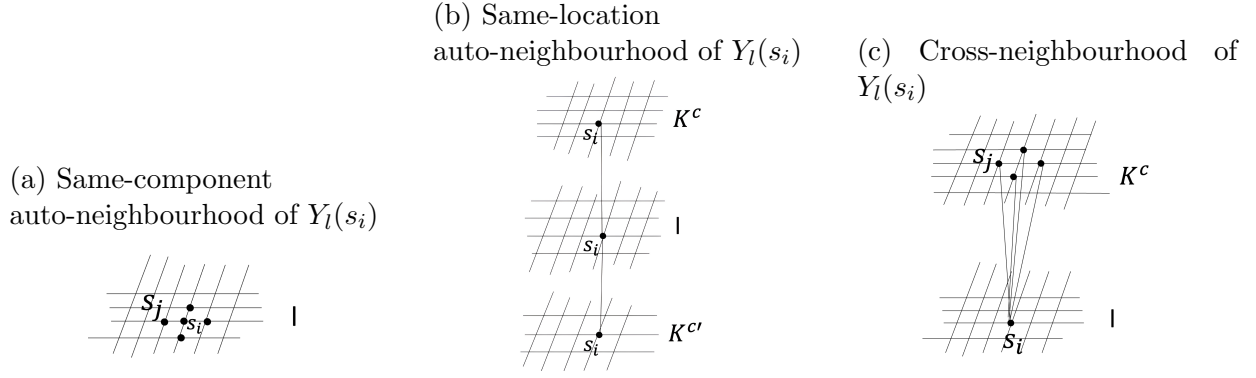 (a) Same-component
auto-neighbourhood of Y_l(s_i)
s_j
s_i
l
(b) Same-location
auto-neighbourhood of Y_l(s_i)
K^c
s_i
l
s_i
K^{c'}
s_i
(c) Cross-neighbourhood of
Y_l(s_i)
s_j
K^c
l
s_i